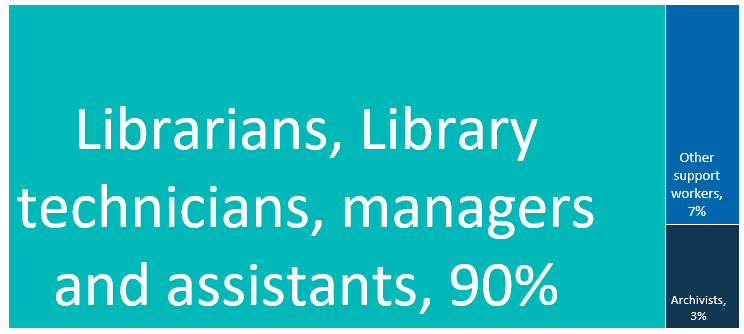 Librarians, Library
technicians, managers
and assistants, 90%
Other
support
workers,
7%
Archivists,
3%